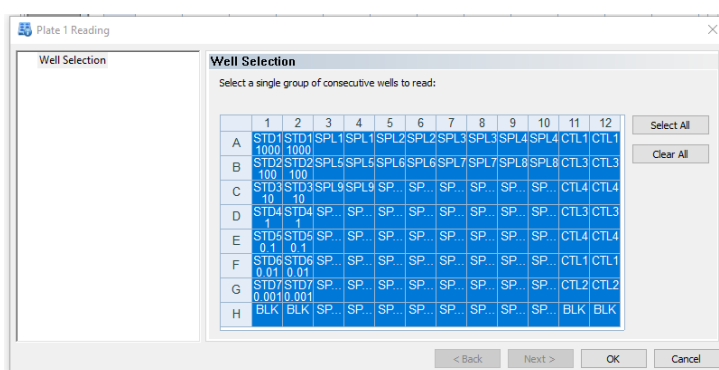 Plate 1 Reading
Well Selection
Well Selection
Select a single group of consecutive wells to read:
1 2 3 4 5 6 7 8 9 10 11 12
Select All
A STD1 STD1 SPL1 SPL1 SPL2 SPL2 SPL3 SPL3 SPL4 SPL4 CTL1 CTL1
1000 1000
Clear All
B STD2 STD2 SPL5 SPL5 SPL6 SPL6 SPL7 SPL7 SPL8 SPL8 CTL3 CTL3
100 100
C STD3 STD3 SPL9 SPL9 SP... SP... SP... SP... SP... SP... CTL4 CTL4
10 10
D STD4 STD4 SP... SP... SP... SP... SP... SP... SP... SP... CTL3 CTL3
1 1
E STD5 STD5 SP... SP... SP... SP... SP... SP... SP... SP... CTL4 CTL4
0.1 0.1
F STD6 STD6 SP... SP... SP... SP... SP... SP... SP... SP... CTL1 CTL1
0.01 0.01
G STD7 STD7 SP... SP... SP... SP... SP... SP... SP... SP... CTL2 CTL2
0.001 0.001
H BLK BLK SP... SP... SP... SP... SP... SP... SP... SP... BLK BLK
< Back Next > OK Cancel